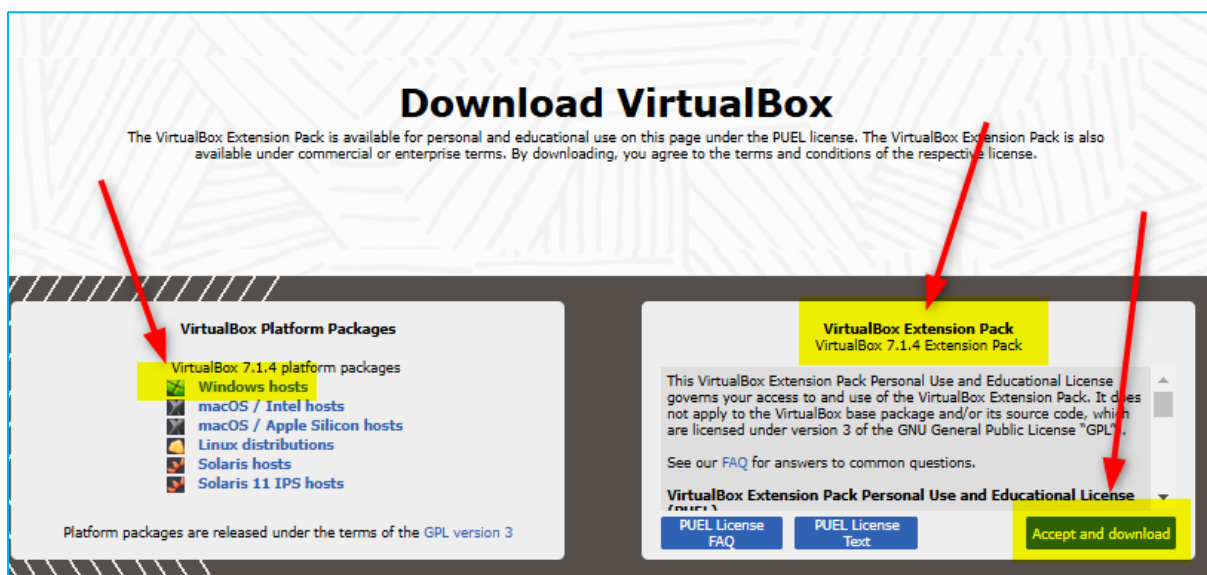 Download VirtualBox
The VirtualBox Extension Pack is available for personal and educational use on this page under the PUEL license. The VirtualBox Extension Pack is also
available under commercial or enterprise terms. By downloading, you agree to the terms and conditions of the respective license.
VirtualBox Platform Packages
VirtualBox 7.1.4 platform packages
Windows hosts
macOS / Intel hosts
macOS / Apple Silicon hosts
Linux distributions
Solaris hosts
Solaris 11 IPS hosts
Platform packages are released under the terms of the GPL version 3
VirtualBox Extension Pack
VirtualBox 7.1.4 Extension Pack
This VirtualBox Extension Pack Personal Use and Educational License
governs your access to and use of the VirtualBox Extension Pack. It does
not apply to the VirtualBox base package and/or its source code, which
are licensed under version 3 of the GNU General Public License “GPL”).
See our FAQ for answers to common questions.
VirtualBox Extension Pack Personal Use and Educational License
(PUEL)
PUEL License
FAQ
PUEL License
Text
Accept and download